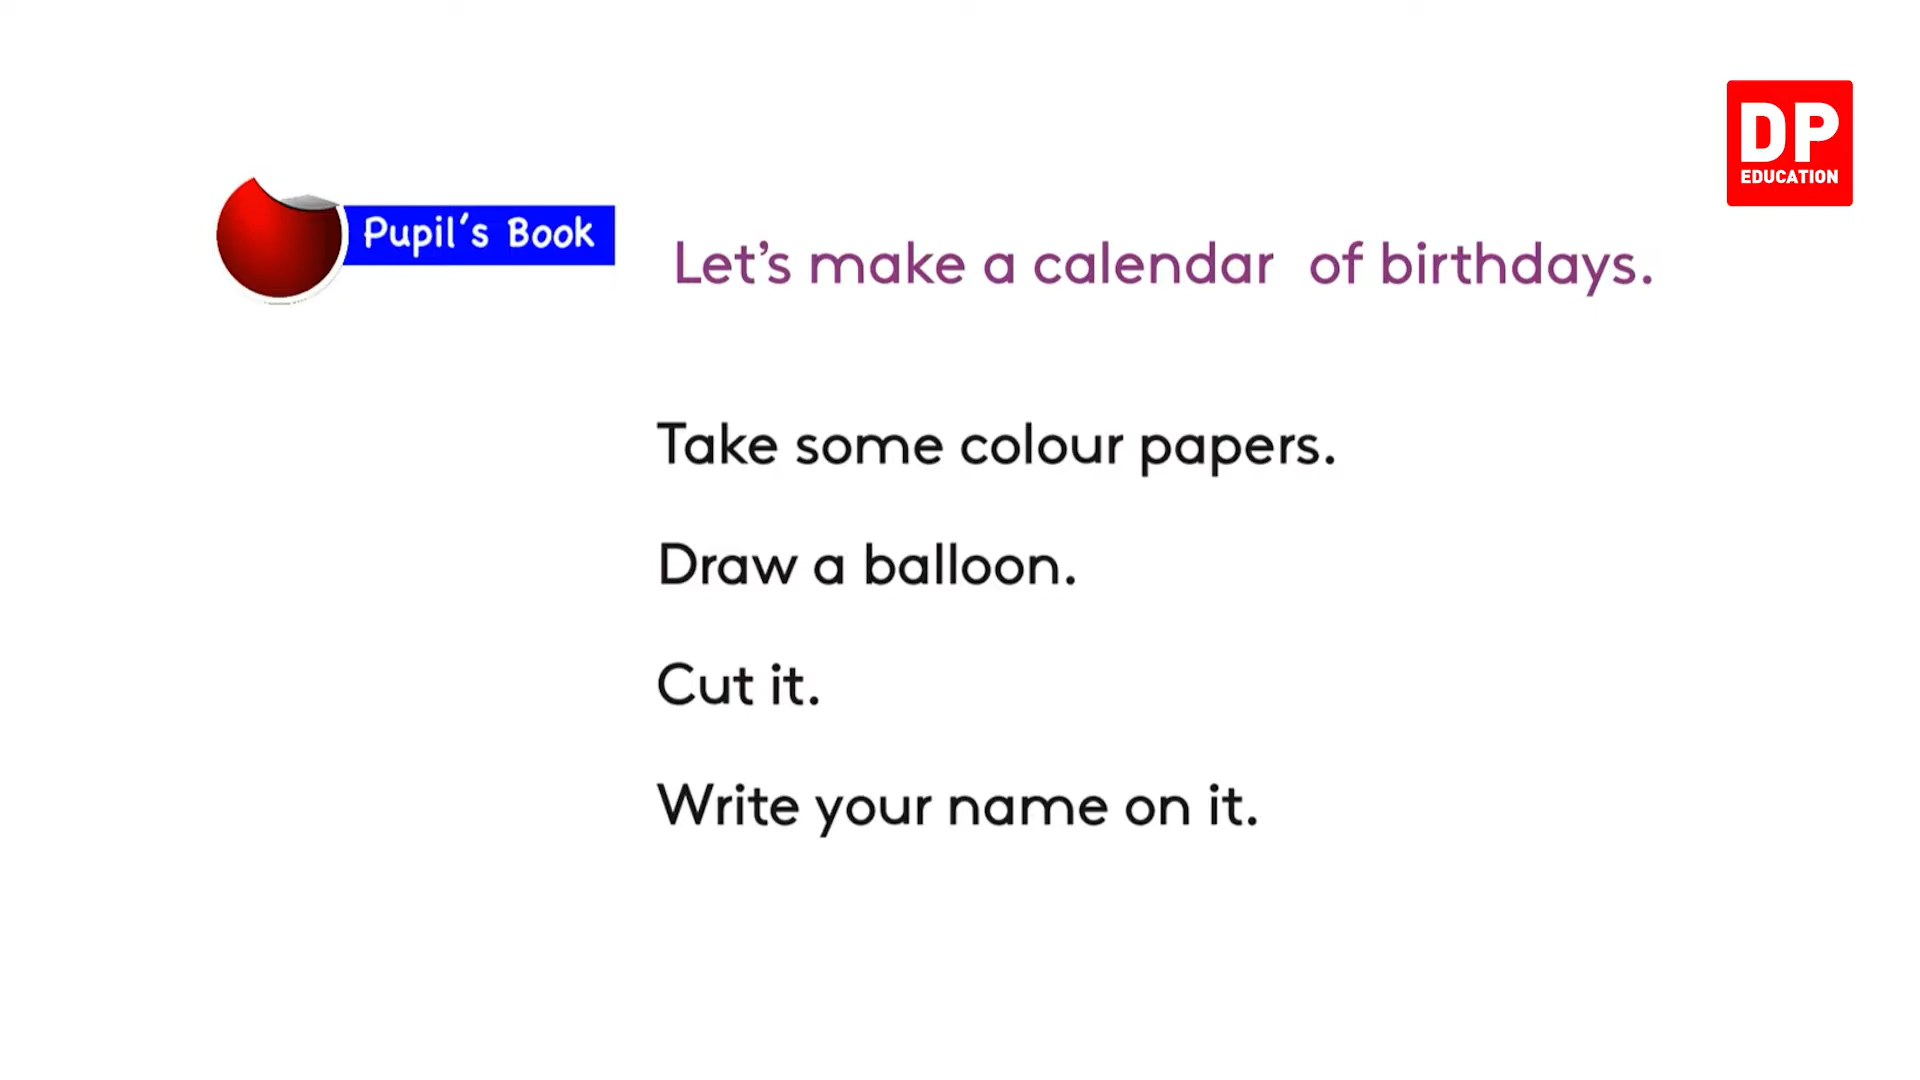 DP
EDUCATION
Pupil's Book
Let's make a calendar of birthdays.
Take some colour papers.
Draw a balloon.
Cut it.
Write your name on it.